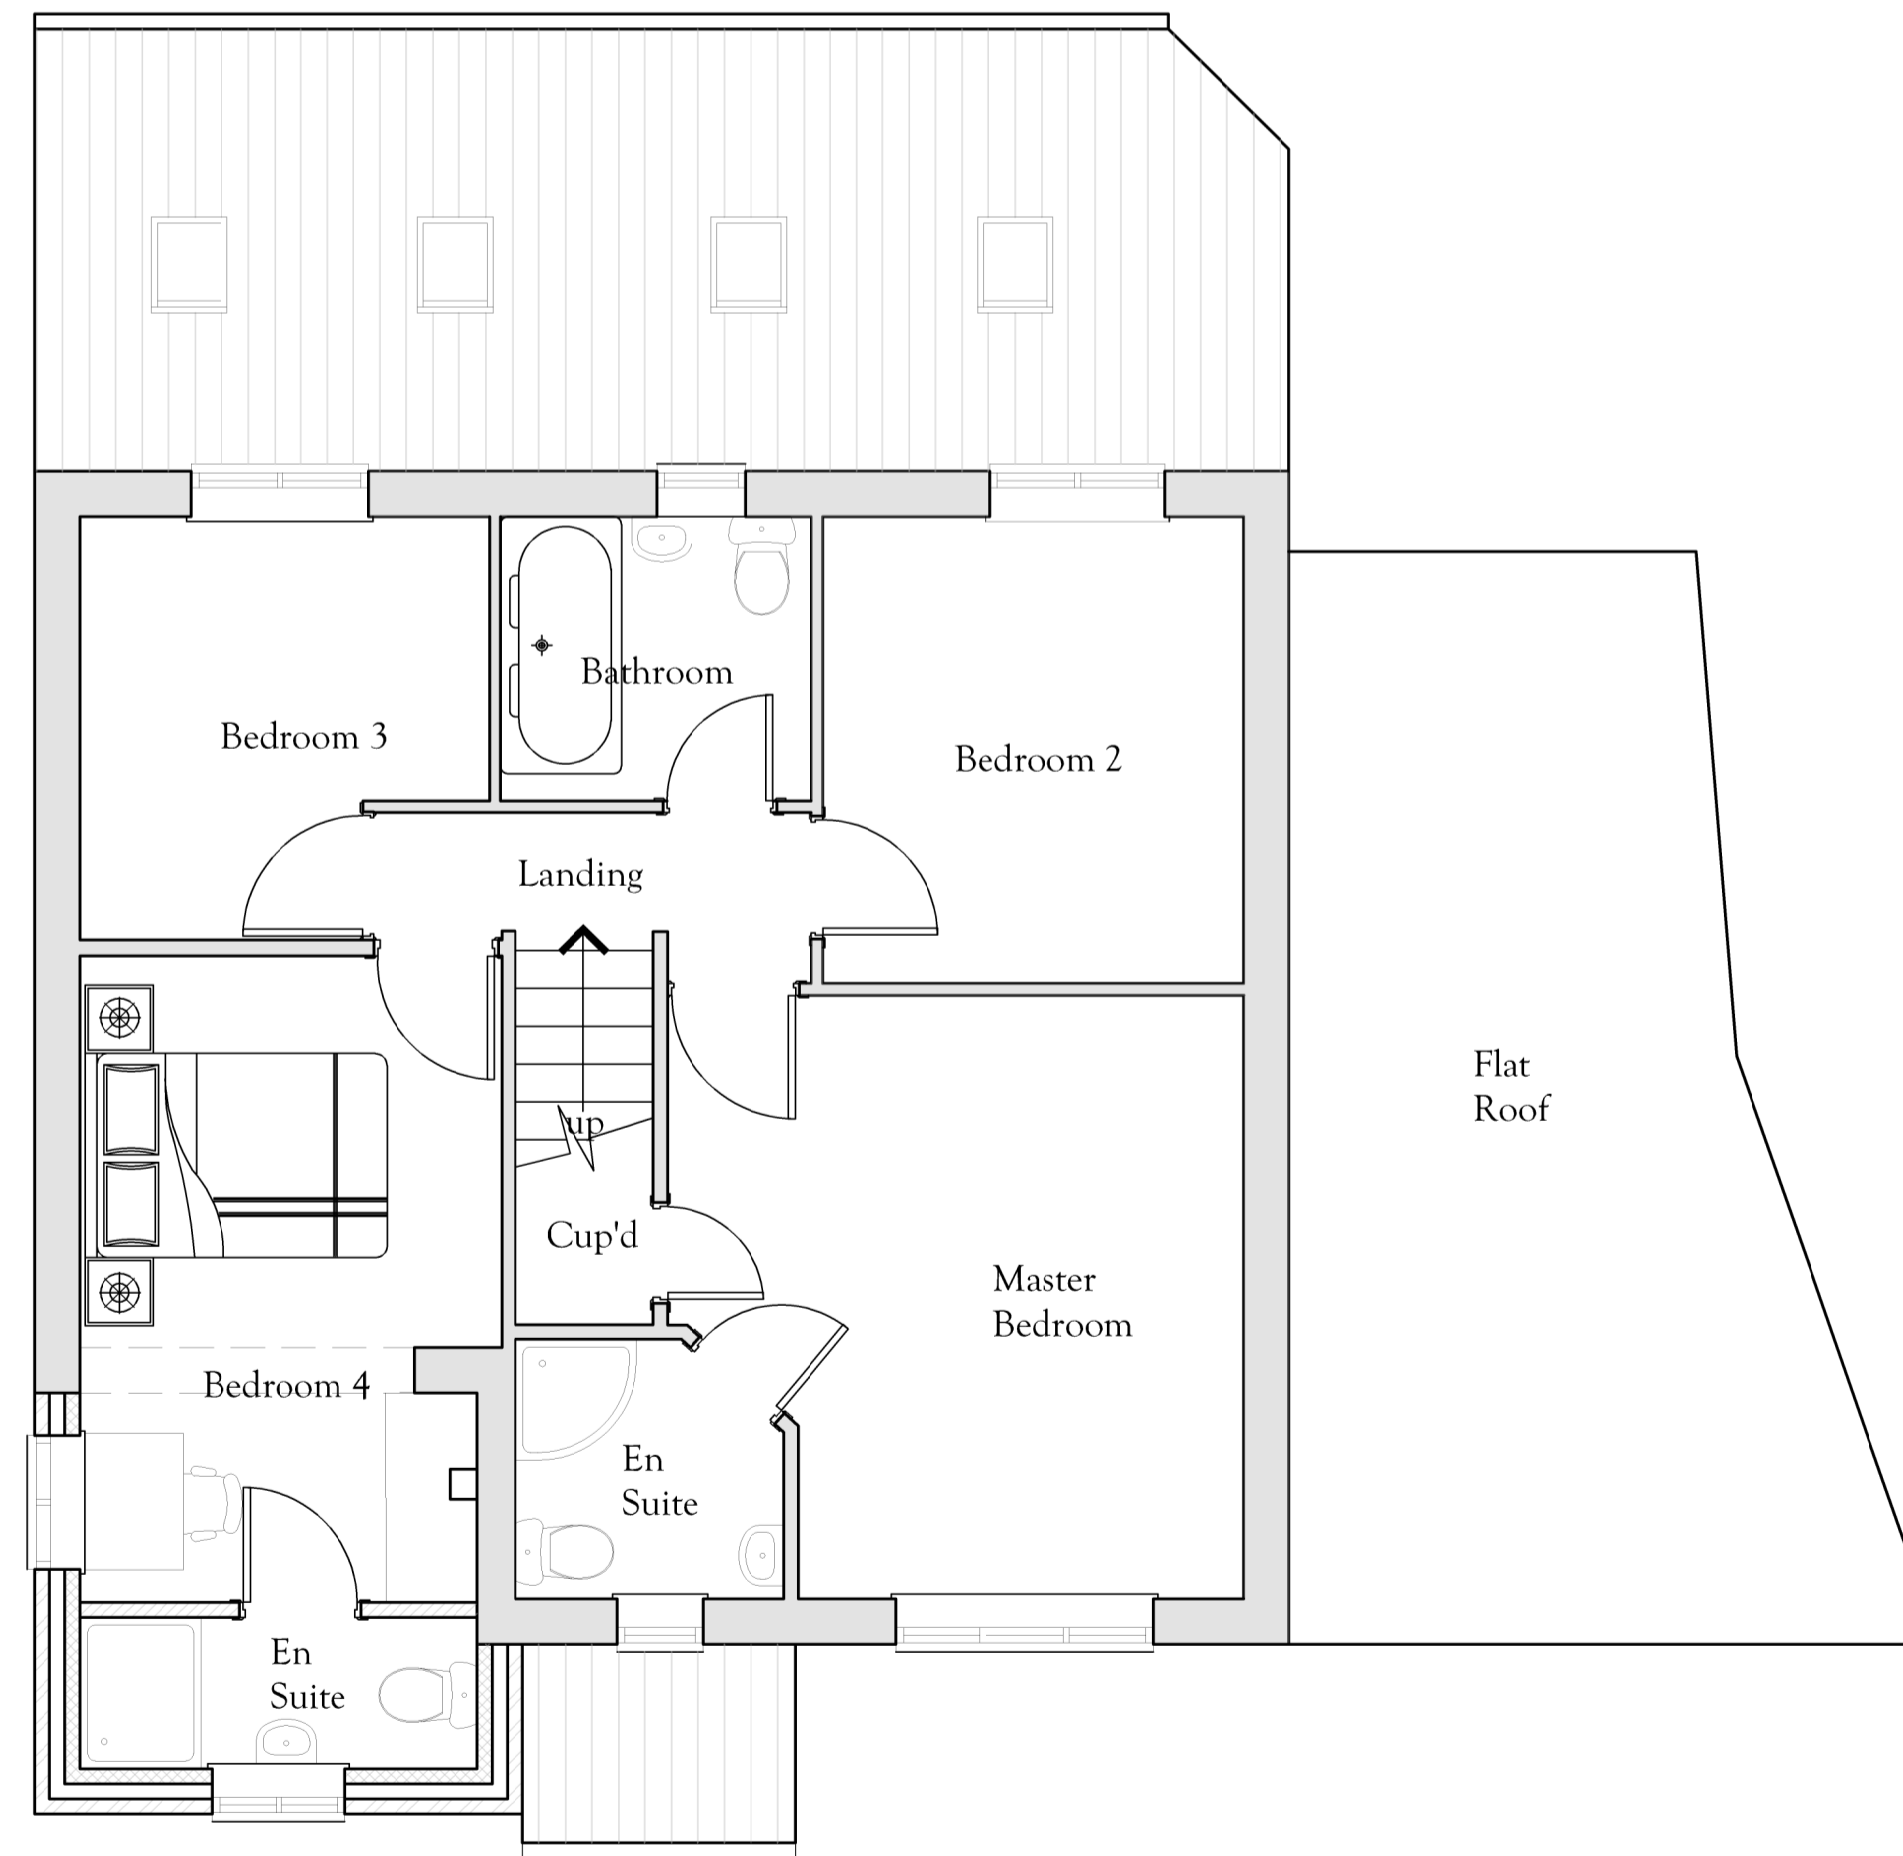 Bathroom
Bedroom 3
Bedroom 2
Landing
up
Cup'd
Flat
Roof
Master
Bedroom
Bedroom 4
En
Suite
En
Suite